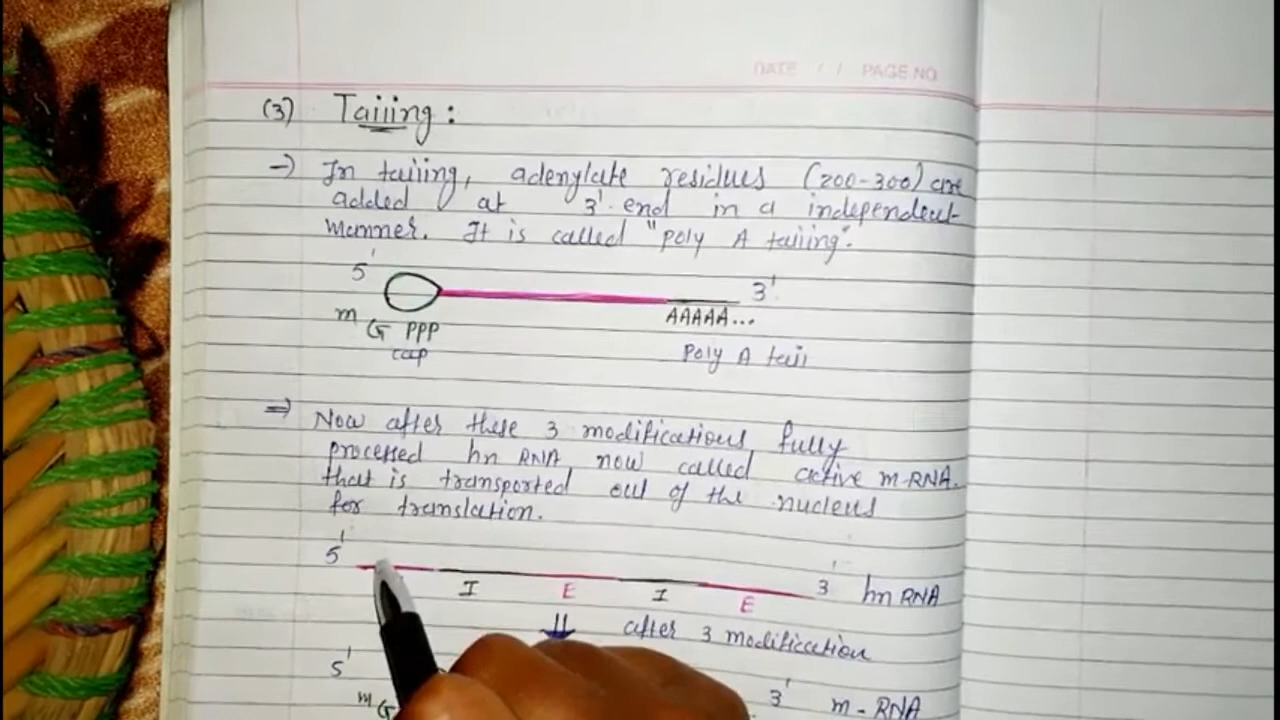 DATE / / PAGE NO
(3) Tailing :
→ In tailing, adenylate residues (200-300) are
added at 3' end in a independent
manner. It is called "poly A tailing".
5' 3'
m G PPP AAAAA...
cap Poly A tail
⇒ Now after these 3 modifications fully
processed hn RNA now called active m-RNA.
that is transported out of the nucleus
for translation.
5' I E I E 3' hn RNA
⇓ after 3 modification
5' 3' m - RNA
m G